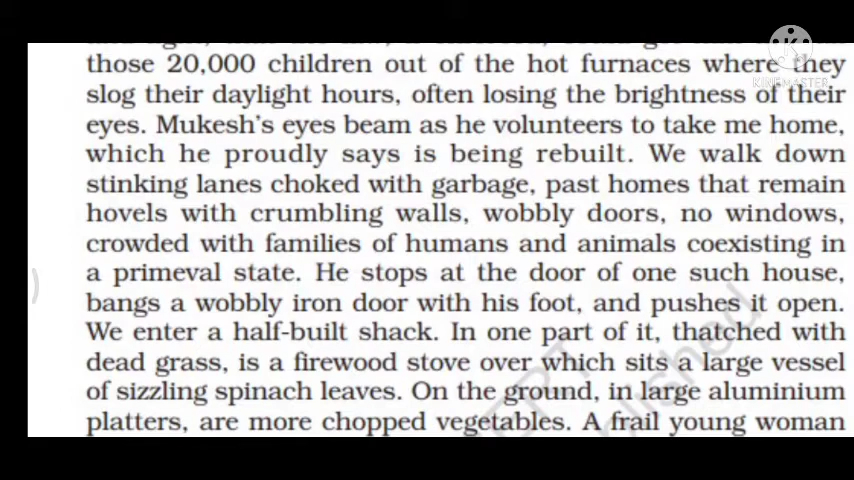 those 20,000 children out of the hot furnaces where they
slog their daylight hours, often losing the brightness of their
eyes. Mukesh's eyes beam as he volunteers to take me home,
which he proudly says is being rebuilt. We walk down
stinking lanes choked with garbage, past homes that remain
hovels with crumbling walls, wobbly doors, no windows,
crowded with families of humans and animals coexisting in
a primeval state. He stops at the door of one such house,
bangs a wobbly iron door with his foot, and pushes it open.
We enter a half-built shack. In one part of it, thatched with
dead grass, is a firewood stove over which sits a large vessel
of sizzling spinach leaves. On the ground, in large aluminium
platters, are more chopped vegetables. A frail young woman
KINEMASTER